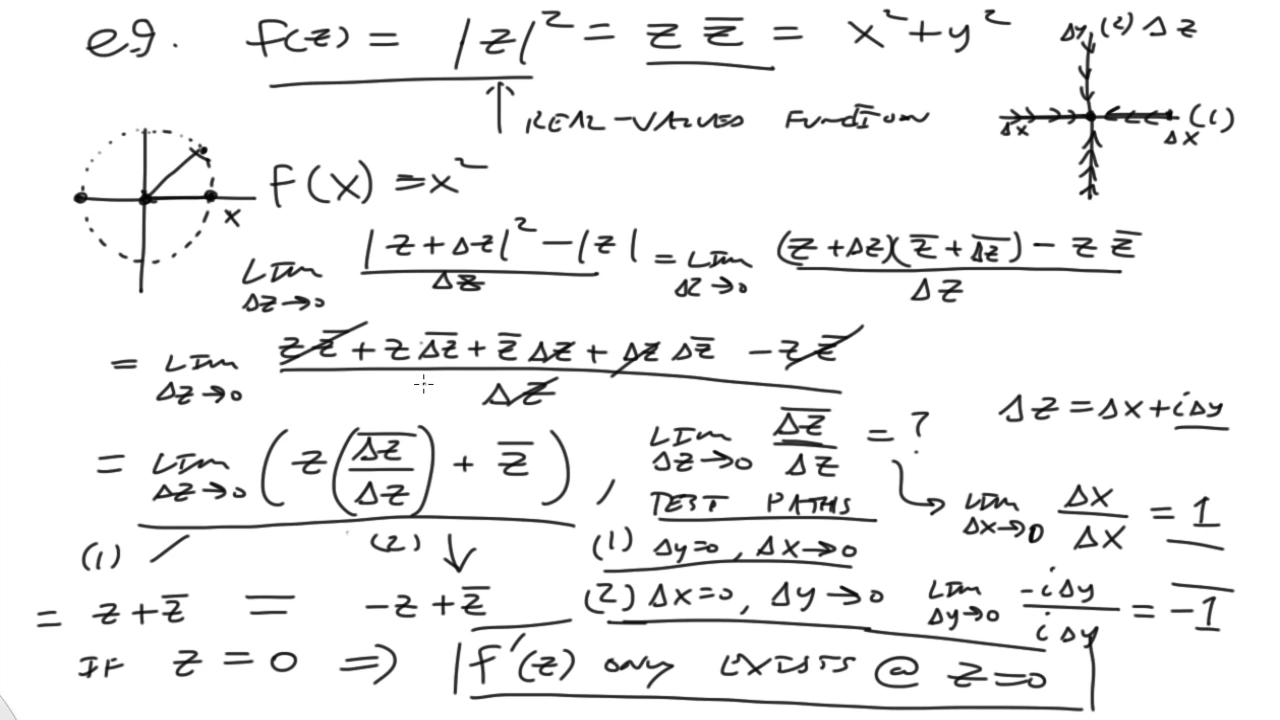 e.g. f(z) = |z|² = z z̅ = x² + y²
Δy (2) Δz
↑ REAL-VALUED FUNCTION
Δx Δx (1)
f(x) = x²
x
Lim Δz→0 |z+Δz|² - |z| / Δz = Lim Δz→0 (z+Δz)(z̅+Δz̅) - z z̅ / Δz
= Lim Δz→0 z z̅ + z Δz̅ + z̅ Δz + Δz Δz̅ - z z̅ / Δz
Δz = Δx + iΔy
= Lim Δz→0 ( z (Δz̅ / Δz) + z̅ ) , Lim Δz→0 Δz̅ / Δz = ?
TEST PATHS
Lim Δx→0 Δx / Δx = 1
(1) (2) ↓ (1) Δy=0, Δx→0
= z + z̅ = -z + z̅ (2) Δx=0, Δy→0 Lim Δy→0 -iΔy / iΔy = -1
IF z = 0 ⇒ f'(z) ONLY EXISTS @ z=0